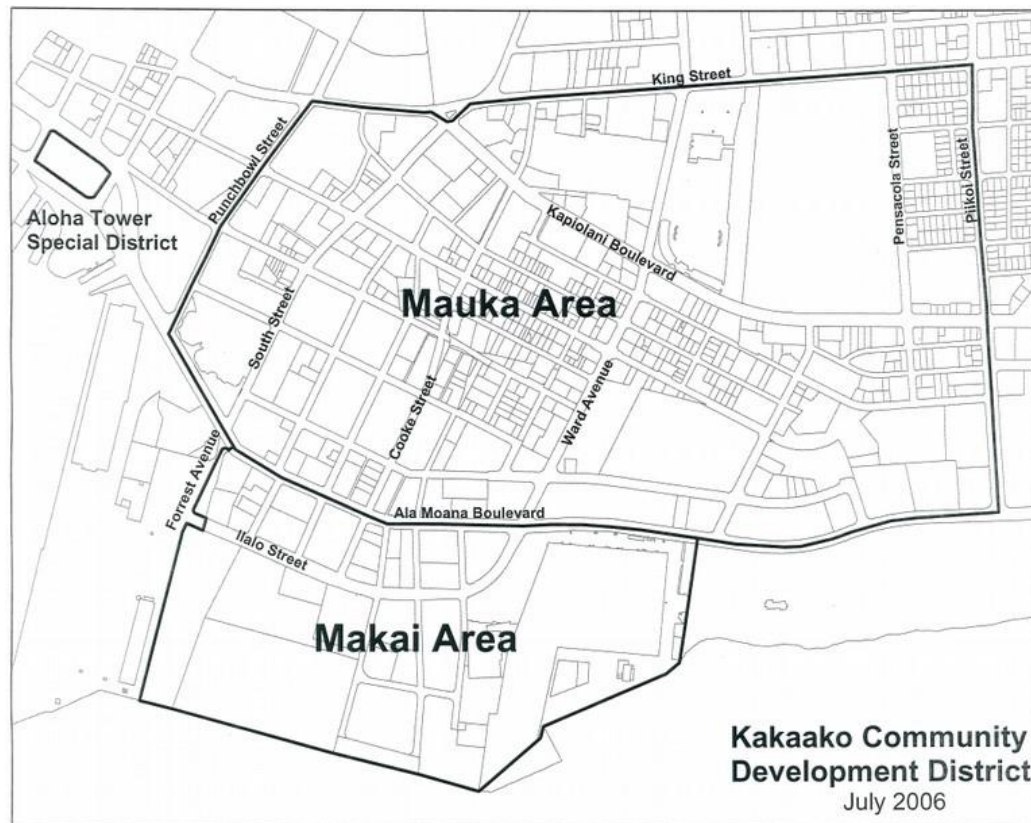 King Street
Punchbowl Street
Pensacola Street
Piikoi Street
Aloha Tower
Special District
Kapiolani Boulevard
Mauka Area
South Street
Cooke Street
Ward Avenue
Forrest Avenue
Ala Moana Boulevard
Ilalo Street
Makai Area
Kakaako Community
Development District
July 2006